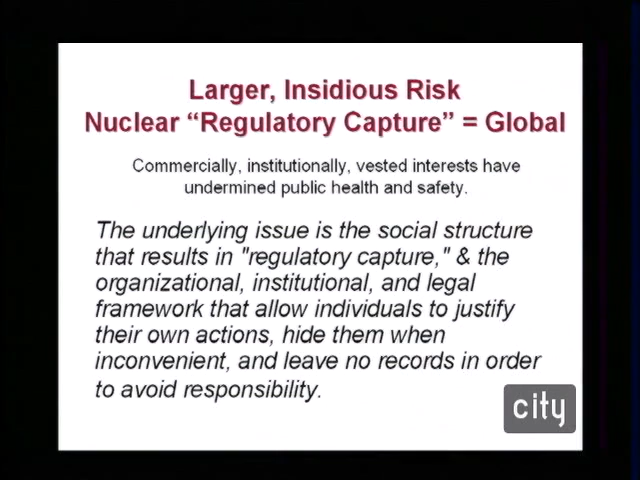 Larger, Insidious Risk
Nuclear “Regulatory Capture” = Global
Commercially, institutionally, vested interests have
undermined public health and safety.
The underlying issue is the social structure
that results in "regulatory capture," & the
organizational, institutional, and legal
framework that allow individuals to justify
their own actions, hide them when
inconvenient, and leave no records in order
to avoid responsibility.
city